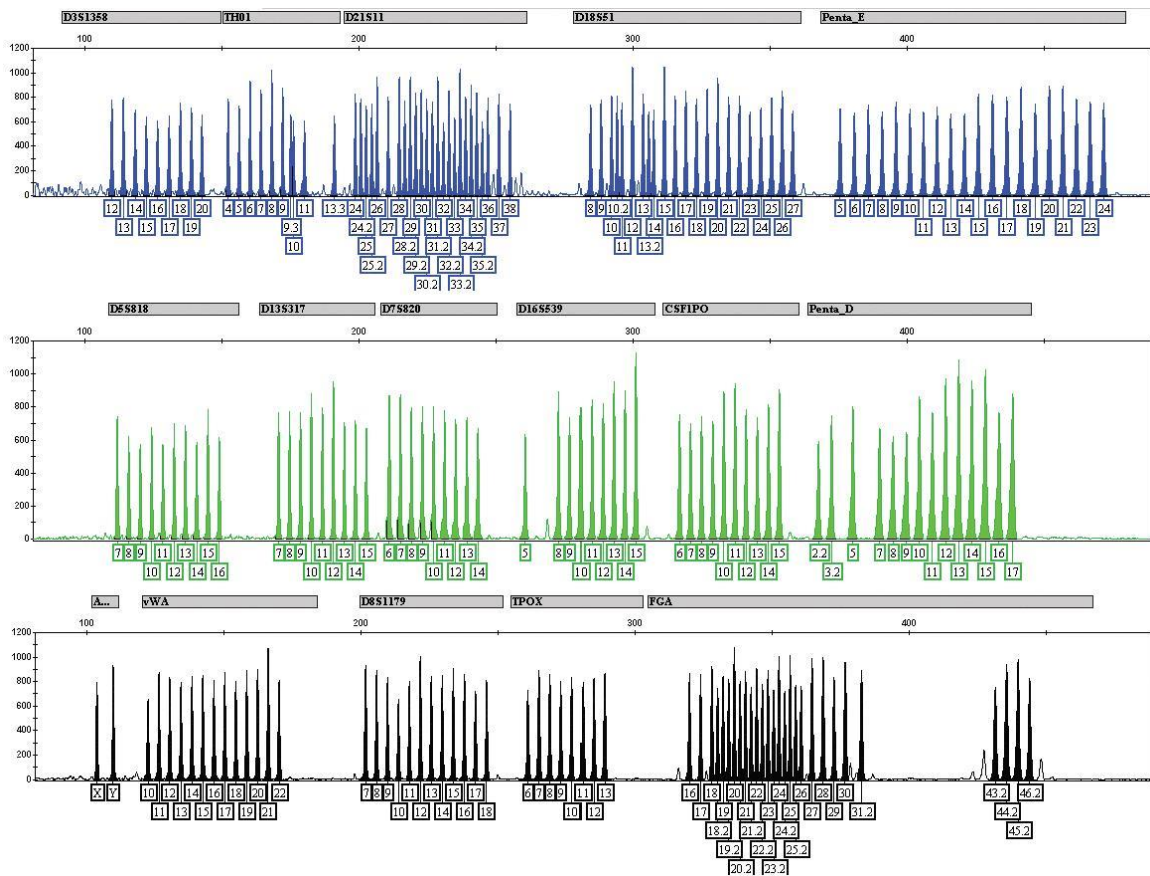 D3S1358 TH01 D21S11 D18S51 Penta_E
100 200 300 400
1200
1000
800
600
400
200
0
12 14 16 18 20 4 5 6 7 8 9 11 13.3 24 26 28 30 32 34 36 38 8 9 10.2 13 15 17 19 21 23 25 27 5 6 7 8 9 10 12 14 16 18 20 22 24
13 15 17 19 9.3 24.2 27 29 31 33 35 37 10 12 14 16 18 20 22 24 26 11 13 15 17 19 21 23
10 25 28.2 31.2 34.2 11 13.2
25.2 29.2 32.2 35.2
30.2 33.2
D5S818 D13S317 D7S820 D16S539 CSF1PO Penta_D
100 200 300 400
1200
1000
800
600
400
200
0
7 8 9 11 13 15 7 8 9 11 13 15 6 7 8 9 11 13 5 8 9 11 13 15 6 7 8 9 11 13 15 2.2 5 7 8 9 10 12 14 16
10 12 14 16 10 12 14 10 12 14 10 12 14 10 12 14 3.2 11 13 15 17
A... vWA D8S1179 TPOX FGA
100 200 300 400
1200
1000
800
600
400
200
0
X Y 10 12 14 16 18 20 22 7 8 9 11 13 15 17 6 7 8 9 11 13 16 18 20 22 24 26 28 30 43.2 46.2
11 13 15 17 19 21 10 12 14 16 18 10 12 17 19 21 23 25 27 29 31.2 44.2
18.2 21.2 24.2 45.2
19.2 22.2 25.2
20.2 23.2